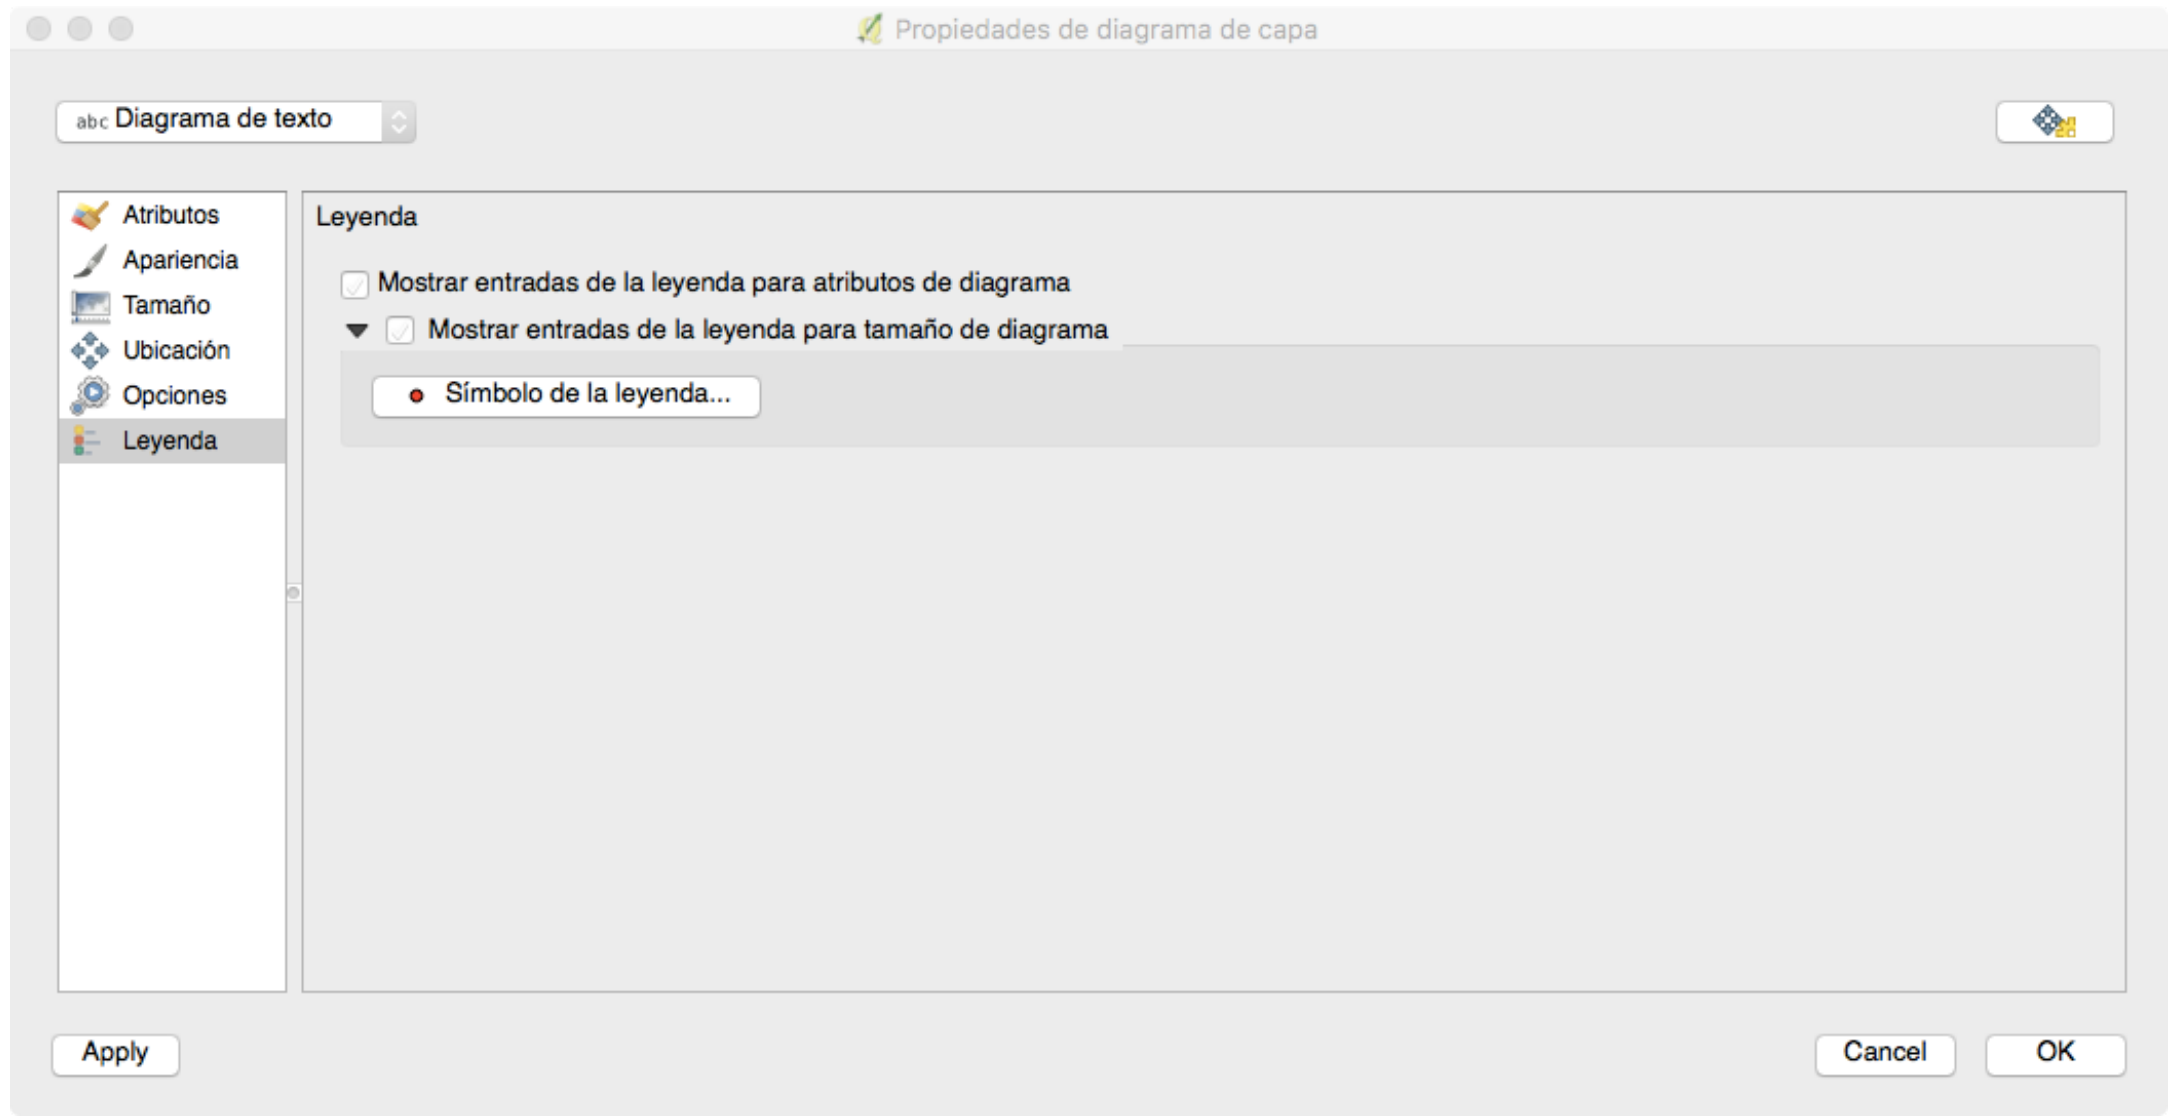 Propiedades de diagrama de capa
abc Diagrama de texto
Atributos
Apariencia
Tamaño
Ubicación
Opciones
Leyenda
Leyenda
Mostrar entradas de la leyenda para atributos de diagrama
Mostrar entradas de la leyenda para tamaño de diagrama
Símbolo de la leyenda...
Apply
Cancel
OK